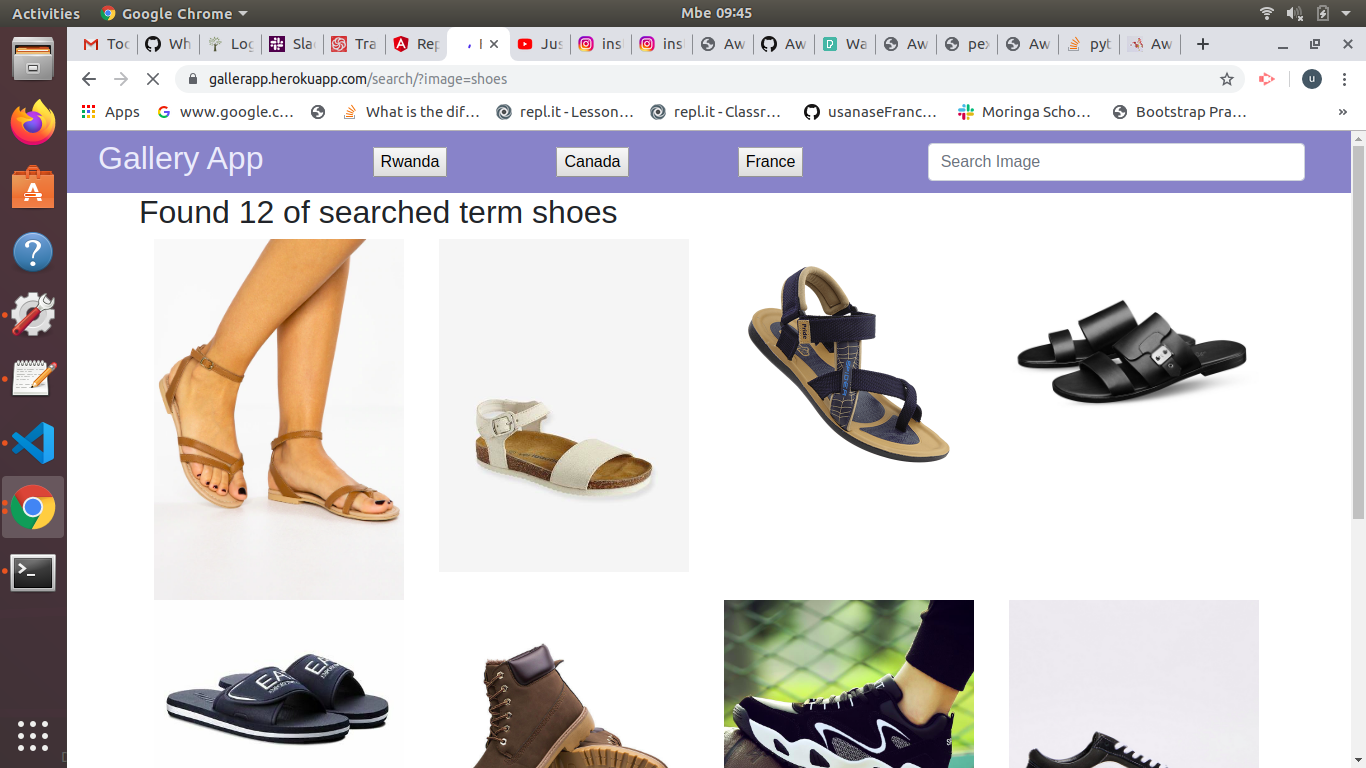 Activities Google Chrome Mbe 09:45
Toc Wh Log Sla Tra Rep Jus inst inst Aw Aw Wa Aw pex Aw pyt Aw
gallerapp.herokuapp.com/search/?image=shoes u
Apps www.google.c... What is the dif... repl.it - Lesson... repl.it - Classr... usanaseFranc... Moringa Scho... Bootstrap Pra... »
Gallery App Rwanda Canada France Search Image
Found 12 of searched term shoes
Pride
EA